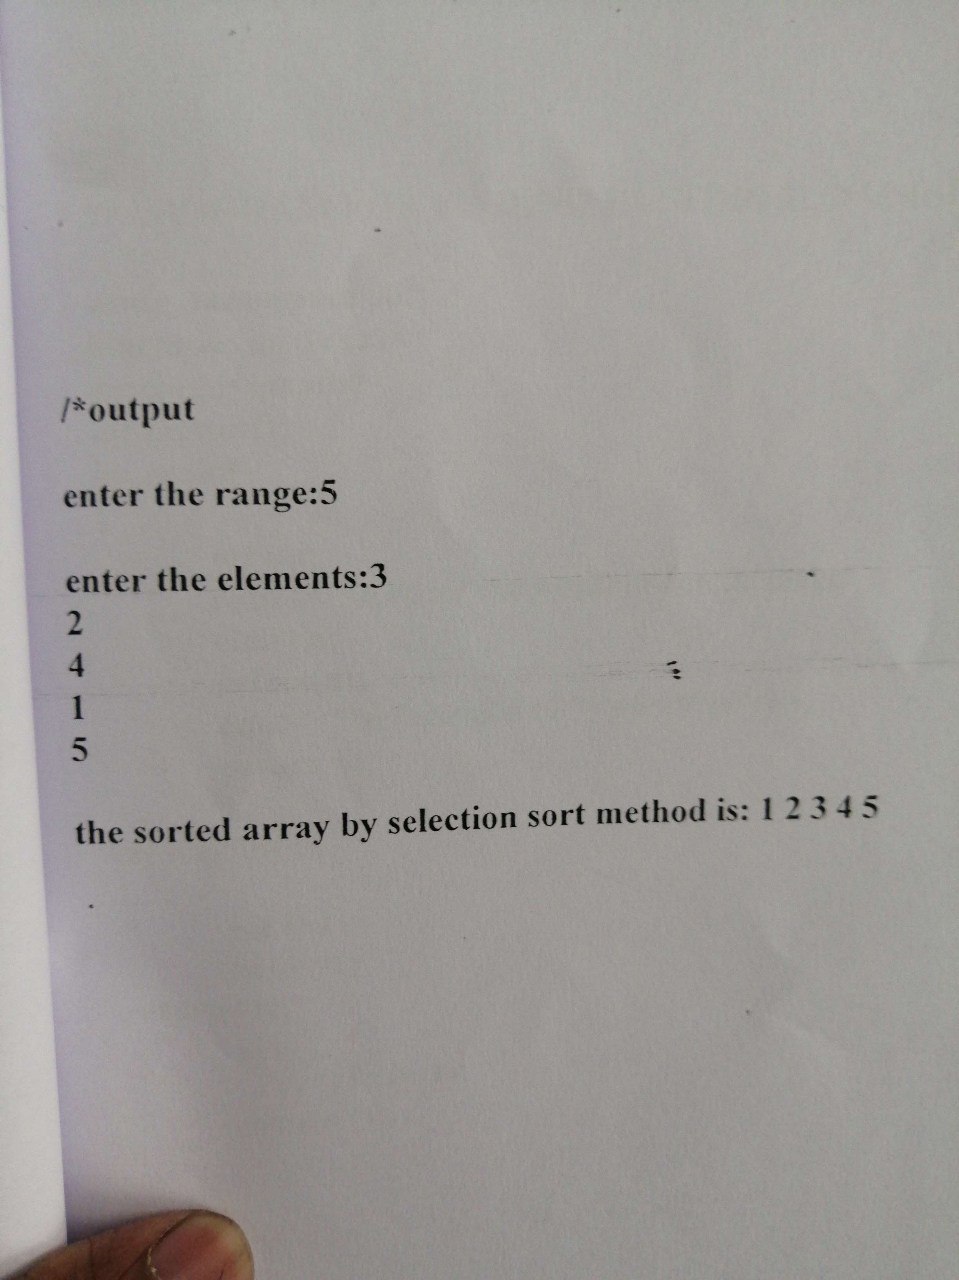 /*output
enter the range:5
enter the elements:3
2
4
1
5
the sorted array by selection sort method is: 1 2 3 4 5